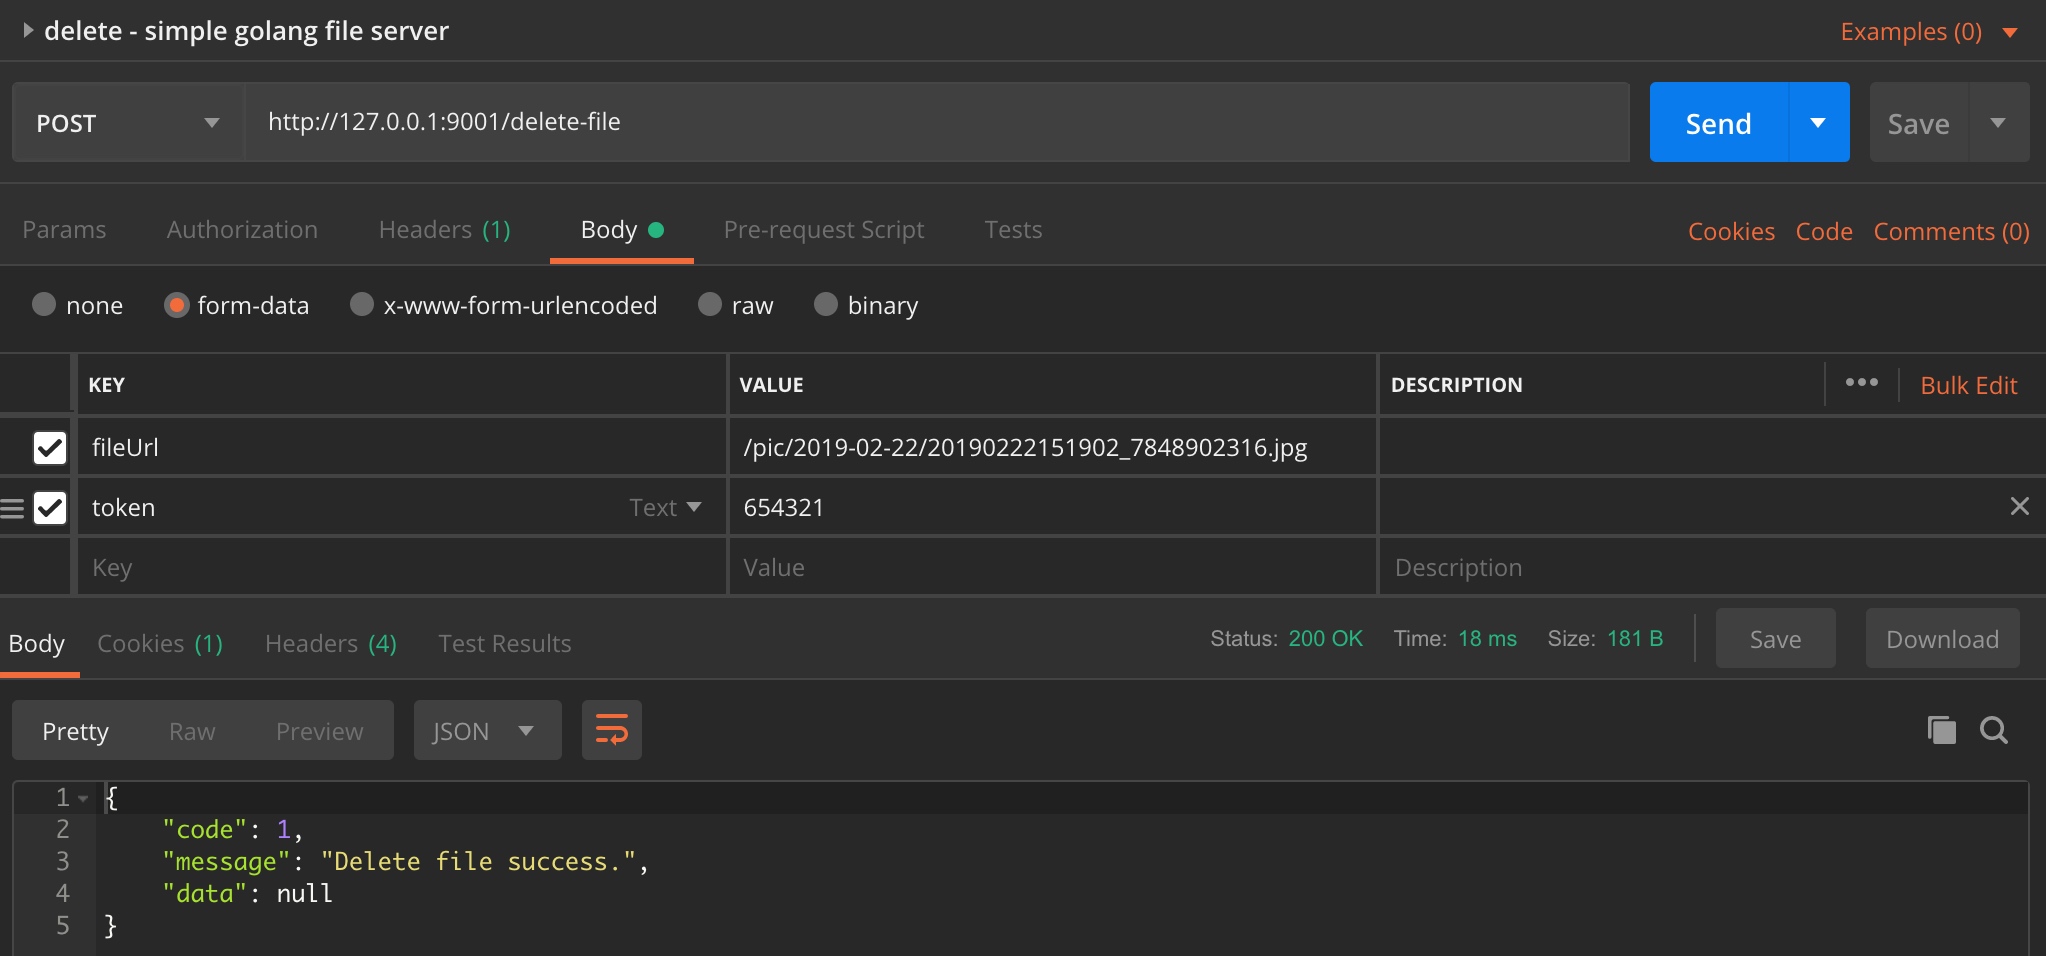 delete - simple golang file server
Examples (0)
POST
http://127.0.0.1:9001/delete-file
Send
Save
Params Authorization Headers (1) Body Pre-request Script Tests
Cookies Code Comments (0)
none form-data x-www-form-urlencoded raw binary
KEY VALUE DESCRIPTION ••• Bulk Edit
fileUrl /pic/2019-02-22/20190222151902_7848902316.jpg
token Text 654321
Key Value Description
Body Cookies (1) Headers (4) Test Results
Status: 200 OK Time: 18 ms Size: 181 B
Save Download
Pretty Raw Preview JSON
1 {
2 "code": 1,
3 "message": "Delete file success.",
4 "data": null
5 }